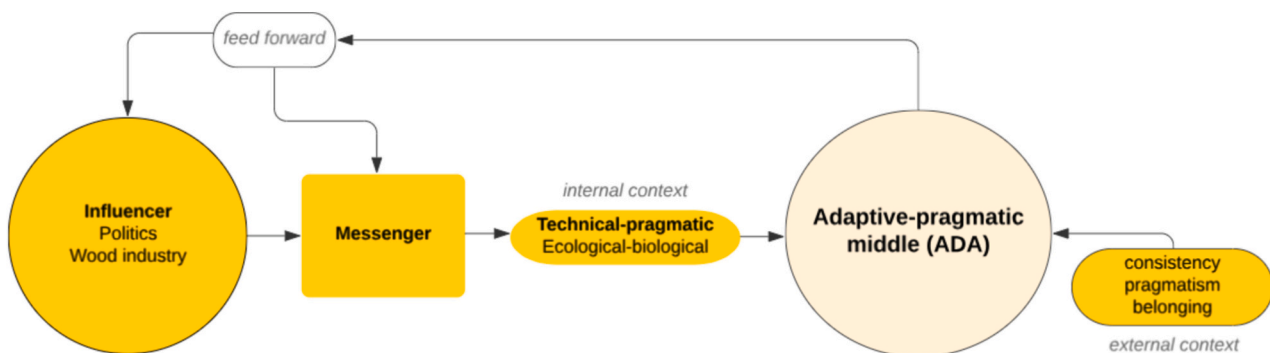 feed forward
Influencer
Politics
Wood industry
Messenger
internal context
Technical-pragmatic
Ecological-biological
Adaptive-pragmatic
middle (ADA)
consistency
pragmatism
belonging
external context